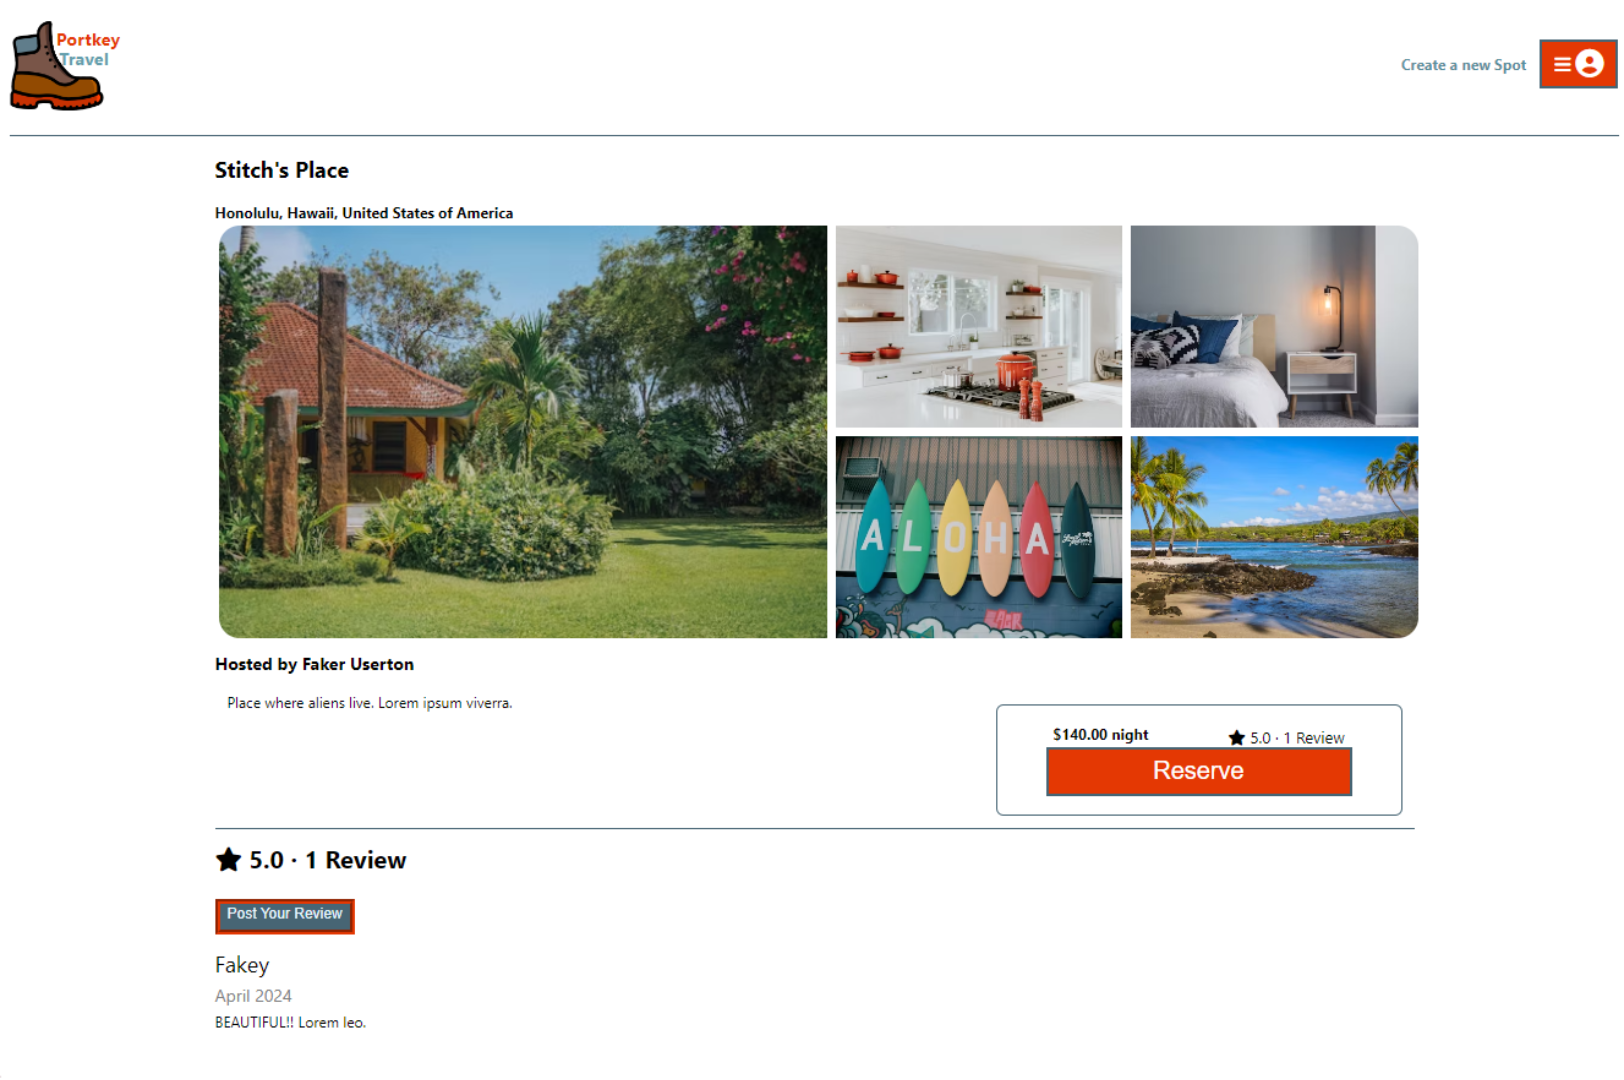 Portkey
Travel
Create a new Spot
Stitch's Place
Honolulu, Hawaii, United States of America
ALOHA
Hosted by Faker Userton
Place where aliens live. Lorem ipsum viverra.
$140.00 night
5.0 · 1 Review
Reserve
5.0 · 1 Review
Post Your Review
Fakey
April 2024
BEAUTIFUL!! Lorem leo.